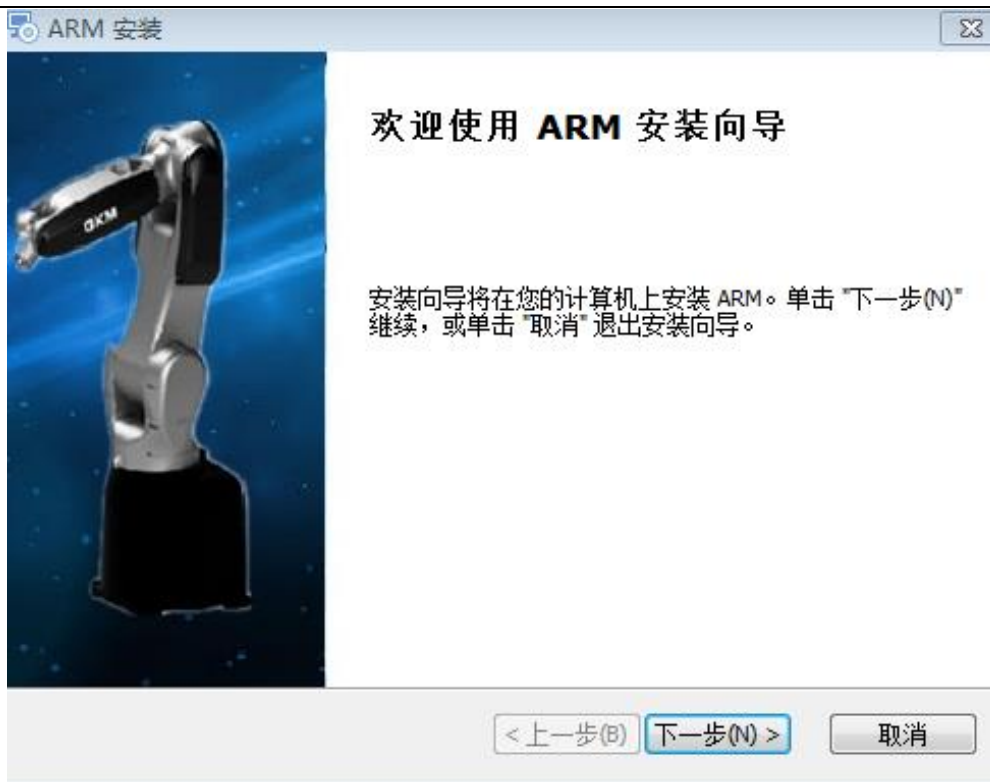 ARM 安装
欢迎使用 ARM 安装向导
安装向导将在您的计算机上安装 ARM。单击 "下一步(N)"
继续，或单击 "取消" 退出安装向导。
QKM
< 上一步(B) 下一步(N) > 取消